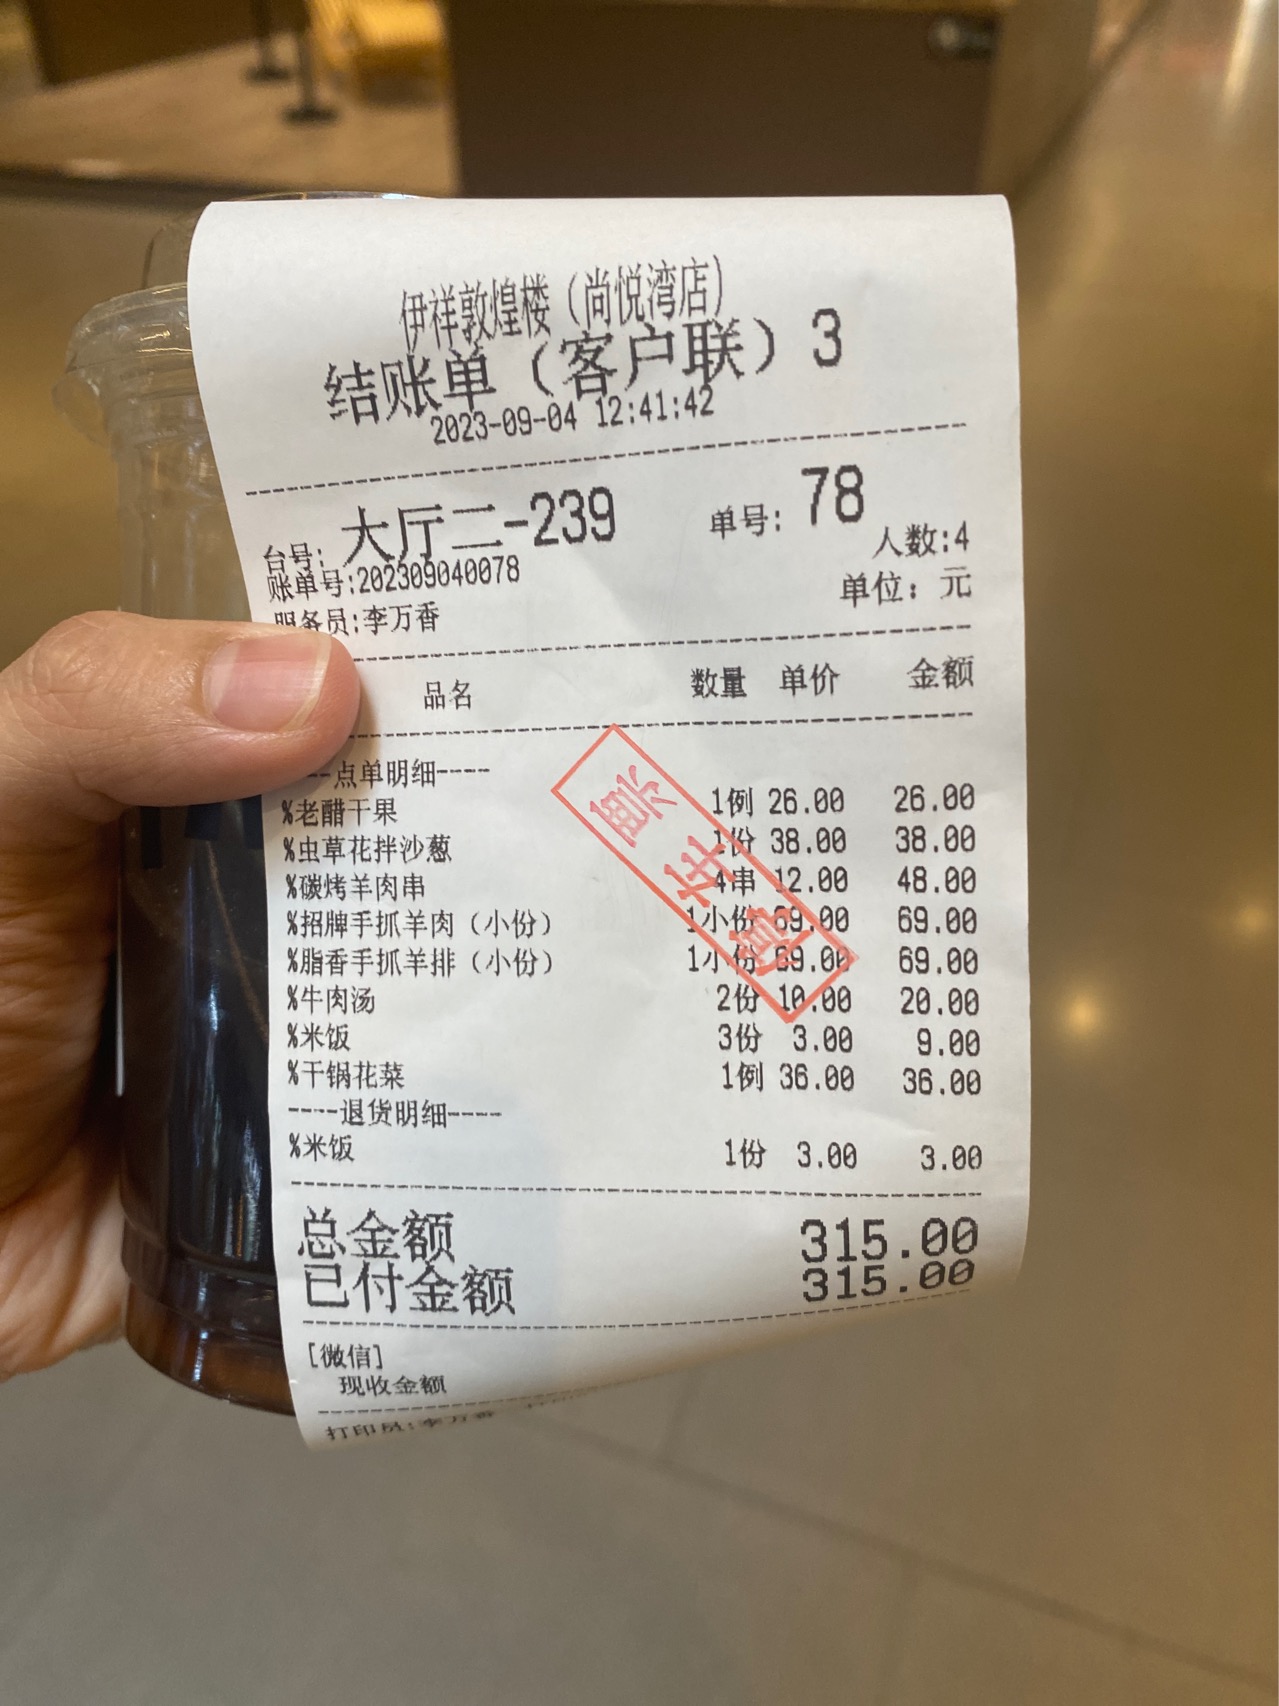 伊祥敦煌楼（尚悦湾店）
结账单（客户联）3
2023-09-04 12:41:42
台号: 大厅二-239 单号: 78
人数:4
账单号:202309040078
单位：元
服务员:李万香
品名 数量 单价 金额
--点单明细----
%老醋干果 1例 26.00 26.00
%虫草花拌沙葱 1份 38.00 38.00
%碳烤羊肉串 4串 12.00 48.00
%招牌手抓羊肉（小份） 1小份 69.00 69.00
%脂香手抓羊排（小份） 1小份 69.00 69.00
%牛肉汤 2份 10.00 20.00
%米饭 3份 3.00 9.00
%干锅花菜 1例 36.00 36.00
----退货明细----
%米饭 1份 3.00 3.00
总金额 315.00
已付金额 315.00
[微信]
现收金额
打印员:李万香
停车票